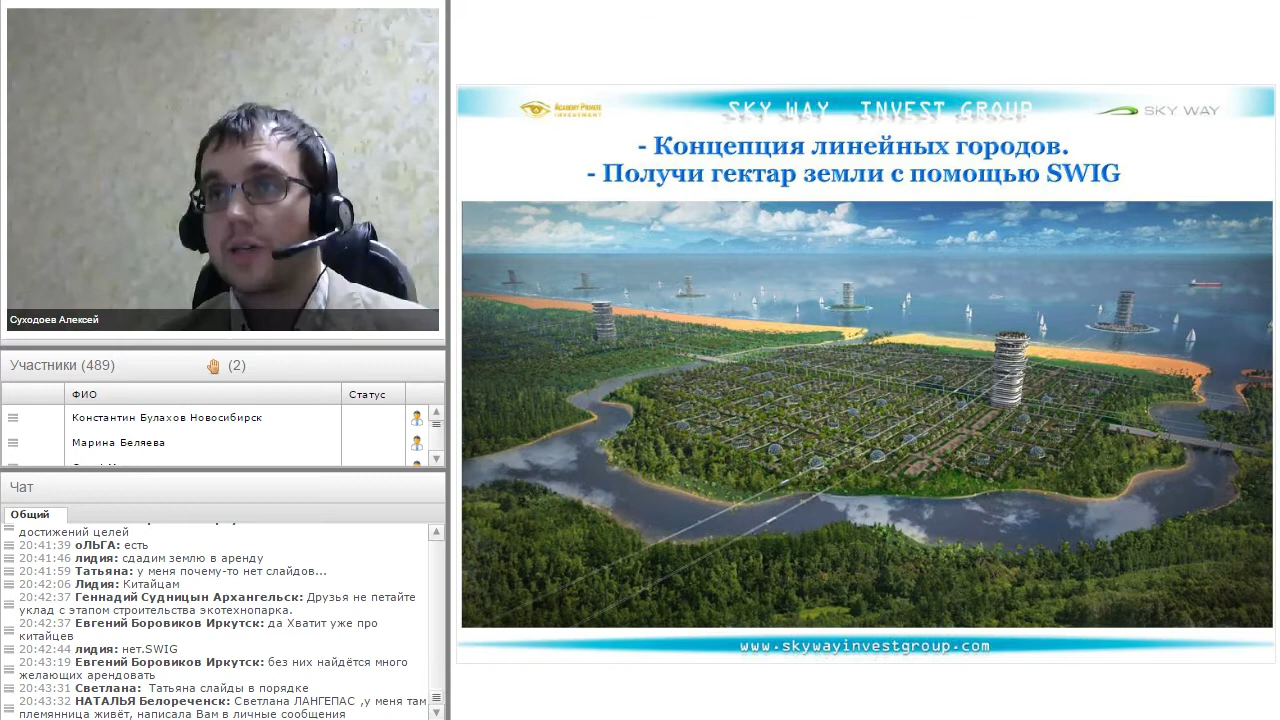 Суходоев Алексей
Участники (489)
(2)
ФИО
Статус
Константин Булахов Новосибирск
Марина Беляева
Чат
Общий
достижений целей
20:41:39 оЛЬГА: есть
20:41:46 лидия: сдадим землю в аренду
20:41:59 Татьяна: у меня почему-то нет слайдов...
20:42:06 Лидия: Китайцам
20:42:37 Геннадий Судницын Архангельск: Друзья не петайте
уклад с этапом строительства экотехнопарка.
20:42:37 Евгений Боровиков Иркутск: да Хватит уже про
китайцев
20:42:44 лидия: нет.SWIG
20:43:19 Евгений Боровиков Иркутск: без них найдётся много
желающих арендовать
20:43:31 Светлана: Татьяна слайды в порядке
20:43:32 НАТАЛЬЯ Белореченск: Светлана ЛАНГЕПАС ,у меня там
племянница живёт, написала Вам в личные сообщения
ACADEMY PRIVATE
INVESTMENT
SKY WAY INVEST GROUP
SKY WAY
- Концепция линейных городов.
- Получи гектар земли с помощью SWIG
www.skywayinvestgroup.com